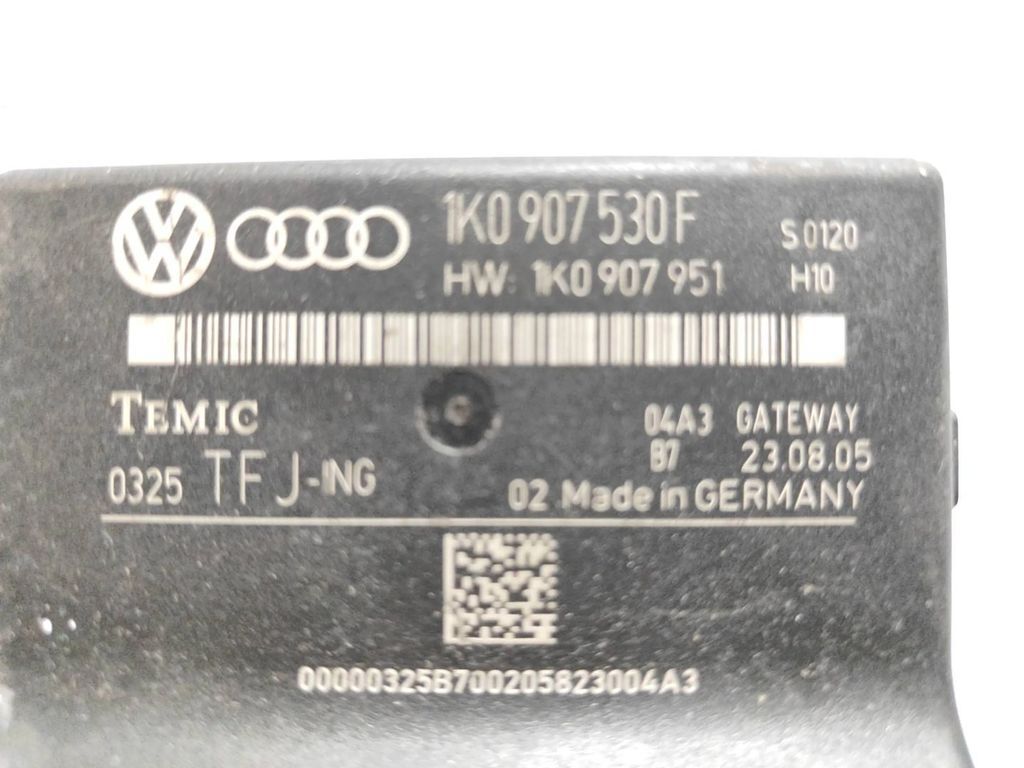 1K0 907 530 F S 0120
HW: 1K0 907 951 H10
TEMIC 04A3 GATEWAY
B7 23.08.05
0325 TFJ-ING 02 Made in GERMANY
00000325B700205823004A3